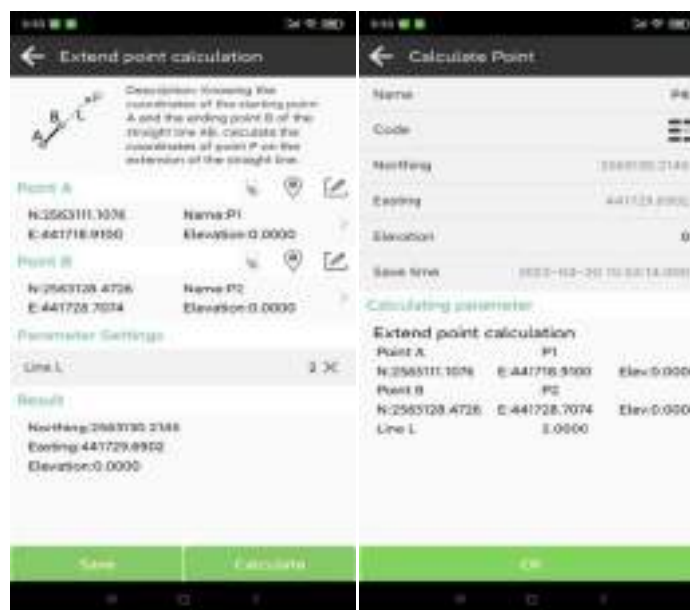 Extend point calculation
Description: Knowing the
coordinates of the starting point
A and the ending point B of the
straight line AB, calculate the
coordinates of point P on the
extension of the straight line.
A
B
L
P
Point A
N:2563111.1076 Name:P1
E:441718.9100 Elevation:0.0000
Point B
N:2563128.4726 Name:P2
E:441728.7074 Elevation:0.0000
Parameter Settings
Line L 2
Result
Northing:2563130.2145
Easting:441729.6902
Elevation:0.0000
Save Calculate
Calculate Point
Name
Code
Northing
Easting
Elevation 0
Save time
Calculating parameter
Extend point calculation
Point A P1
N:2563111.1076 E:441718.9100 Elev:0.000
Point B P2
N:2563128.4726 E:441728.7074 Elev:0.000
Line L 2.0000
OK